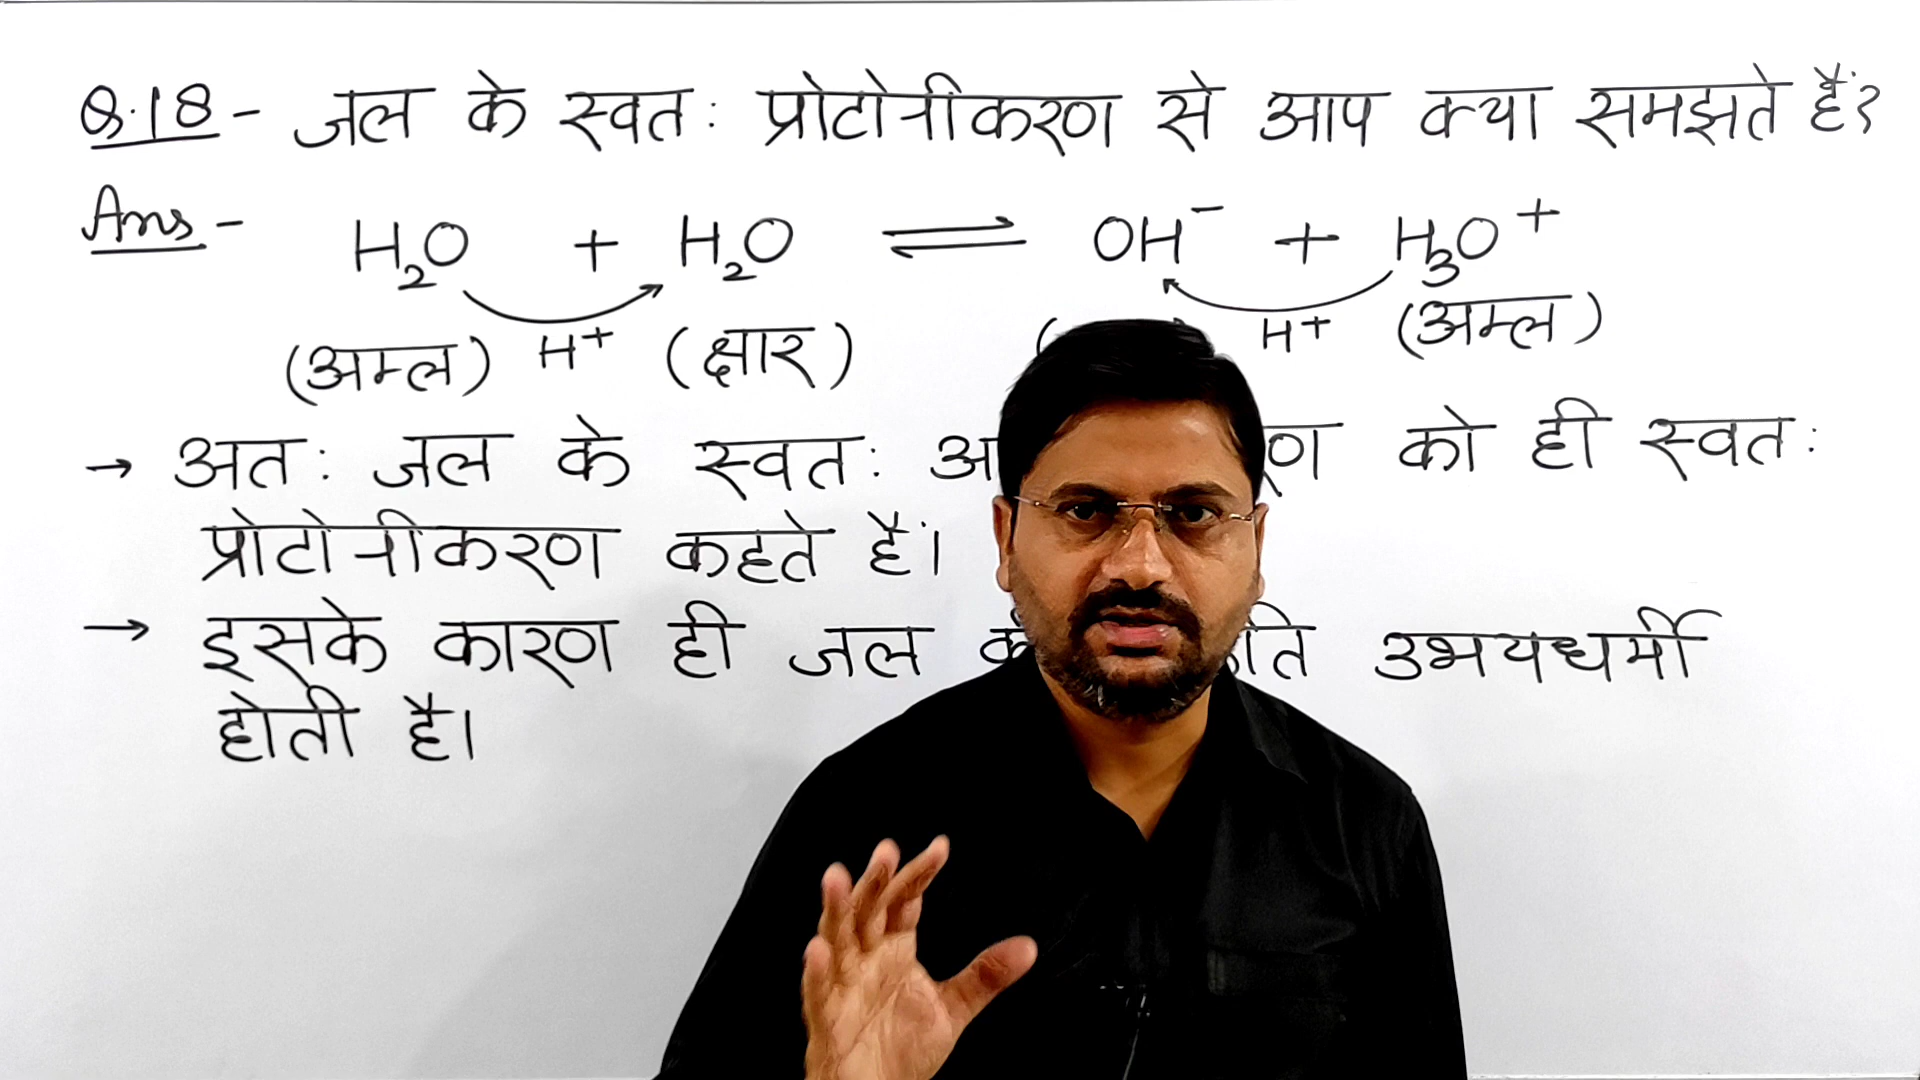 Q.18 - जल के स्वतः प्रोटोनीकरण से आप क्या समझते हैं?
Ans - H₂O + H₂O ⇌ OH⁻ + H₃O⁺
(अम्ल) H⁺ (क्षार) H⁺ (अम्ल)
→ अतः जल के स्वतः को ही स्वतः
प्रोटोनीकरण कहते हैं।
→ इसके कारण ही जल उभयधर्मी
होती है।